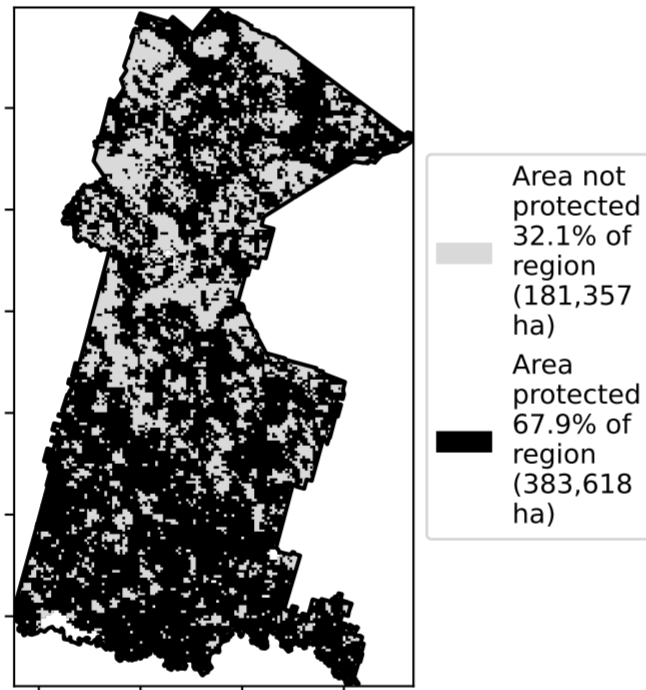 Area not
protected
32.1% of
region
(181,357
ha)
Area
protected
67.9% of
region
(383,618
ha)